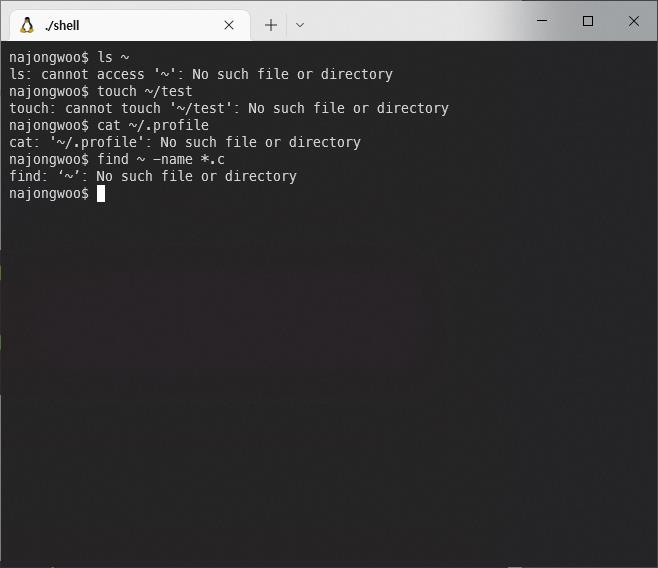 ./shell
najongwoo$ ls ~
ls: cannot access '~': No such file or directory
najongwoo$ touch ~/test
touch: cannot touch '~/test': No such file or directory
najongwoo$ cat ~/.profile
cat: '~/.profile': No such file or directory
najongwoo$ find ~ -name *.c
find: ‘~’: No such file or directory
najongwoo$